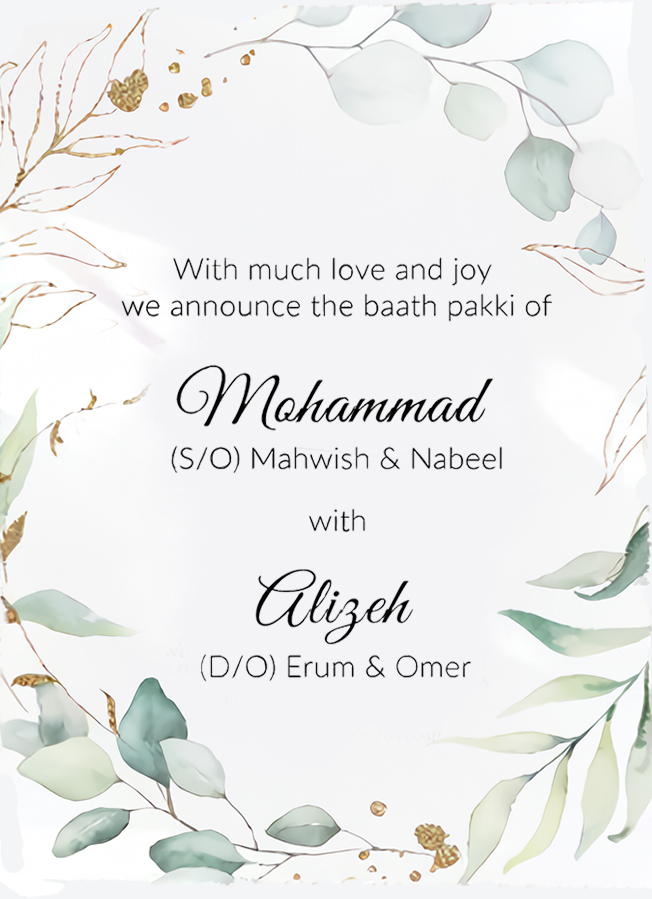 With much love and joy
we announce the baath pakki of
Mohammad
(S/O) Mahwish & Nabeel
with
Alizeh
(D/O) Erum & Omer